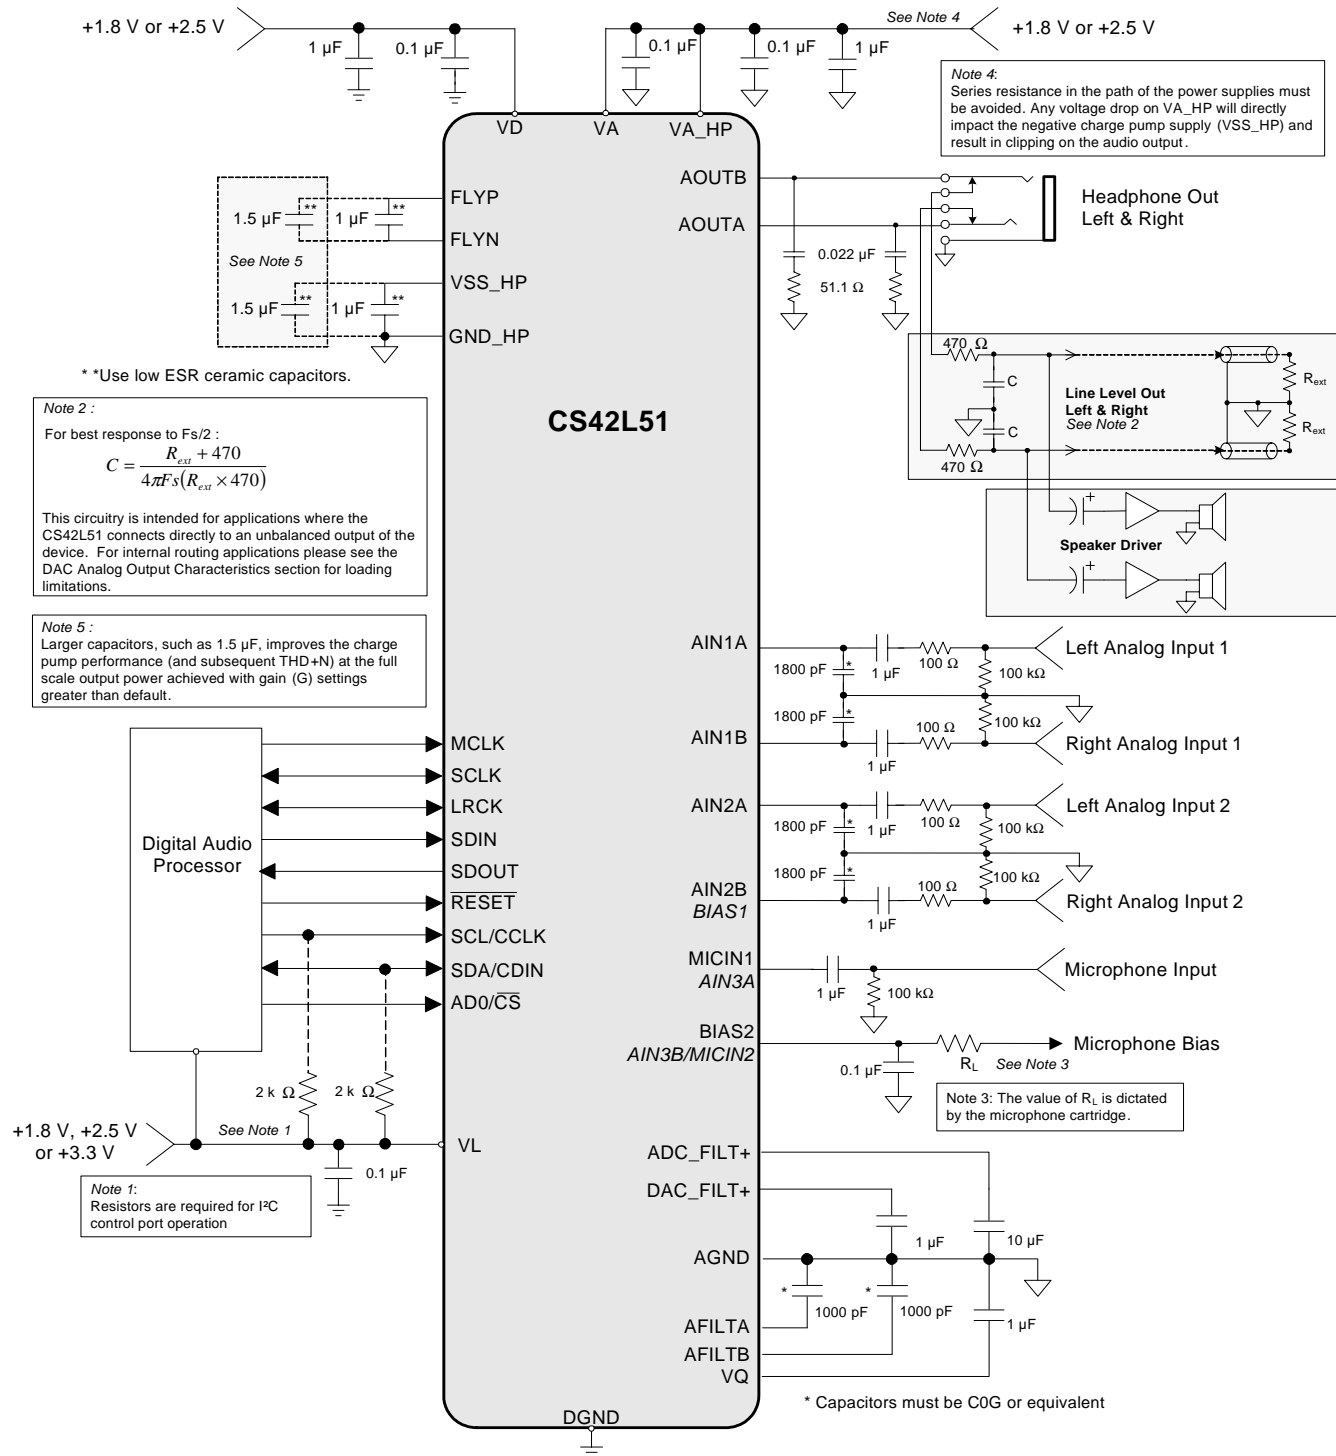 +1.8 V or +2.5 V
1 µF
0.1 µF
0.1 µF
0.1 µF
1 µF
See Note 4
+1.8 V or +2.5 V
Note 4:
Series resistance in the path of the power supplies must
be avoided. Any voltage drop on VA_HP will directly
impact the negative charge pump supply (VSS_HP) and
result in clipping on the audio output.
VD
VA
VA_HP
FLYP
FLYN
VSS_HP
GND_HP
1.5 µF
**
1 µF
**
See Note 5
1.5 µF
**
1 µF
**
* *Use low ESR ceramic capacitors.
AOUTB
AOUTA
Headphone Out
Left & Right
0.022 µF
51.1 Ω
470 Ω
C
C
470 Ω
Line Level Out
Left & Right
See Note 2
Rext
Rext
+
Speaker Driver
+
CS42L51
Note 2 :
For best response to Fs/2 :
C = (Rext + 470) / (4πFs(Rext × 470))
This circuitry is intended for applications where the
CS42L51 connects directly to an unbalanced output of the
device. For internal routing applications please see the
DAC Analog Output Characteristics section for loading
limitations.
Note 5 :
Larger capacitors, such as 1.5 µF, improves the charge
pump performance (and subsequent THD+N) at the full
scale output power achieved with gain (G) settings
greater than default.
AIN1A
1800 pF
*
1 µF
100 Ω
100 kΩ
Left Analog Input 1
1800 pF
*
AIN1B
1 µF
100 Ω
100 kΩ
Right Analog Input 1
AIN2A
1800 pF
*
1 µF
100 Ω
100 kΩ
Left Analog Input 2
1800 pF
*
AIN2B
BIAS1
1 µF
100 Ω
100 kΩ
Right Analog Input 2
MICIN1
AIN3A
1 µF
100 kΩ
Microphone Input
BIAS2
AIN3B/MICIN2
0.1 µF
RL
See Note 3
Microphone Bias
Note 3: The value of RL is dictated
by the microphone cartridge.
Digital Audio
Processor
MCLK
SCLK
LRCK
SDIN
SDOUT
RESET
SCL/CCLK
SDA/CDIN
AD0/CS
2 k Ω
2 k Ω
+1.8 V, +2.5 V
or +3.3 V
See Note 1
VL
0.1 µF
Note 1:
Resistors are required for I²C
control port operation
ADC_FILT+
DAC_FILT+
1 µF
10 µF
AGND
*
1000 pF
*
1000 pF
1 µF
AFILTA
AFILTB
VQ
DGND
* Capacitors must be C0G or equivalent